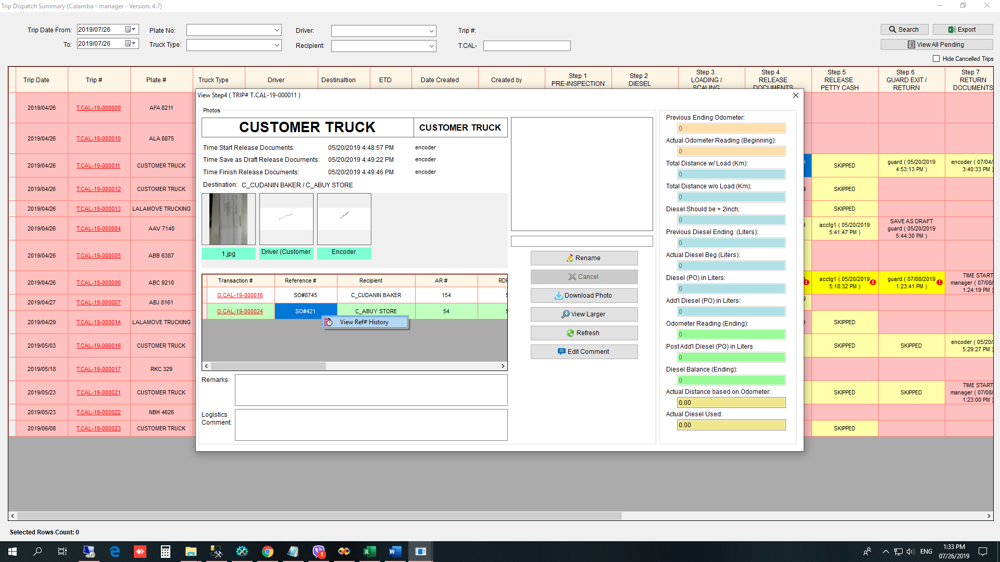 Trip Dispatch Summary (Calamba - manager - Version: 4.7)
Trip Date From: 2019/07/26 Plate No: Driver: Trip #: Search Export
To: 2019/07/26 Truck Type: Recipient: T.CAL- View All Pending
Hide Cancelled Trips
Trip Date Trip # Plate # Truck Type Driver Destinaltion ETD Date Created Created by
Step 1
PRE-INSPECTION
Step 2
DIESEL
Step 3
LOADING /
SCALING
Step 4
RELEASE
DOCUMENTS
Step 5
RELEASE
PETTY CASH
Step 6
GUARD EXIT /
RETURN
Step 7
RETURN
DOCUMENTS
2019/04/26 T.CAL-19-000009 AFA 8211
2019/04/26 T.CAL-19-000010 ALA 8875
2019/04/26 T.CAL-19-000011 CUSTOMER TRUCK SKIPPED
guard ( 05/20/2019
4:53:13 PM )
encoder ( 07/04/
3:40:33 PM )
2019/04/26 T.CAL-19-000012 CUSTOMER TRUCK SKIPPED
2019/04/26 T.CAL-19-000013 LALAMOVE TRUCKING SKIPPED
2019/04/26 T.CAL-19-000004 AAV 7140
acctg1 ( 05/20/2019
5:41:47 PM )
SAVE AS DRAFT
guard ( 05/20/2019
5:44:30 PM )
2019/04/26 T.CAL-19-000005 ABB 6387
2019/04/26 T.CAL-19-000006 ABC 9210
acctg1 ( 05/20/2019
5:18:32 PM )
guard ( 07/08/2019
1:23:41 PM )
TIME START
manager ( 07/08/
1:24:19 PM )
2019/04/27 T.CAL-19-000007 ABJ 8161
2019/04/29 T.CAL-19-000014 LALAMOVE TRUCKING SKIPPED
2019/05/03 T.CAL-19-000016 CUSTOMER TRUCK SKIPPED SKIPPED
encoder ( 05/20/
5:29:27 PM )
2019/05/18 T.CAL-19-000017 RKC 329
2019/05/23 T.CAL-19-000021 CUSTOMER TRUCK SKIPPED SKIPPED
TIME START
manager ( 07/08/
1:23:00 PM )
2019/05/23 T.CAL-19-000022 NBH 4626
2019/06/08 T.CAL-19-000023 CUSTOMER TRUCK SKIPPED
View Step4 ( TRIP# T.CAL-19-000011 )
Photos
CUSTOMER TRUCK CUSTOMER TRUCK
Time Start Release Documents: 05/20/2019 4:48:57 PM encoder
Time Save as Draft Release Documents: 05/20/2019 4:49:22 PM encoder
Time Finish Release Documents: 05/20/2019 4:49:46 PM encoder
Destination: C_CUDANIN BAKER / C_ABUY STORE
1.jpg Driver (Customer Encoder
Transaction # Reference # Recipient AR # RDF
O.CAL-19-000016 SO#8745 C_CUDANIN BAKER 154 5
O.CAL-19-000024 SO#421 C_ABUY STORE 54 5
View Ref# History
Remarks:
Logistics
Comment:
Rename
Cancel
Download Photo
View Larger
Refresh
Edit Comment
Previous Ending Odometer:
0
Actual Odometer Reading (Beginning):
0
Total Distance w/ Load (Km):
0
Total Distance w/o Load (Km):
0
Diesel Should be + 2inch;
0
Previous Diesel Ending (Liters):
0
Actual Diesel Beg (Liters):
0
Diesel (PO) in Liters:
0
Add'l Diesel (PO) in Liters:
0
Odometer Reading (Ending):
0
Post Add'l Diesel (PO) in Liters
0
Diesel Balance (Ending):
0
Actual Distance based on Odometer:
0.00
Actual Diesel Used:
0.00
Selected Rows Count: 0
1
ENG
1:33 PM
07/26/2019